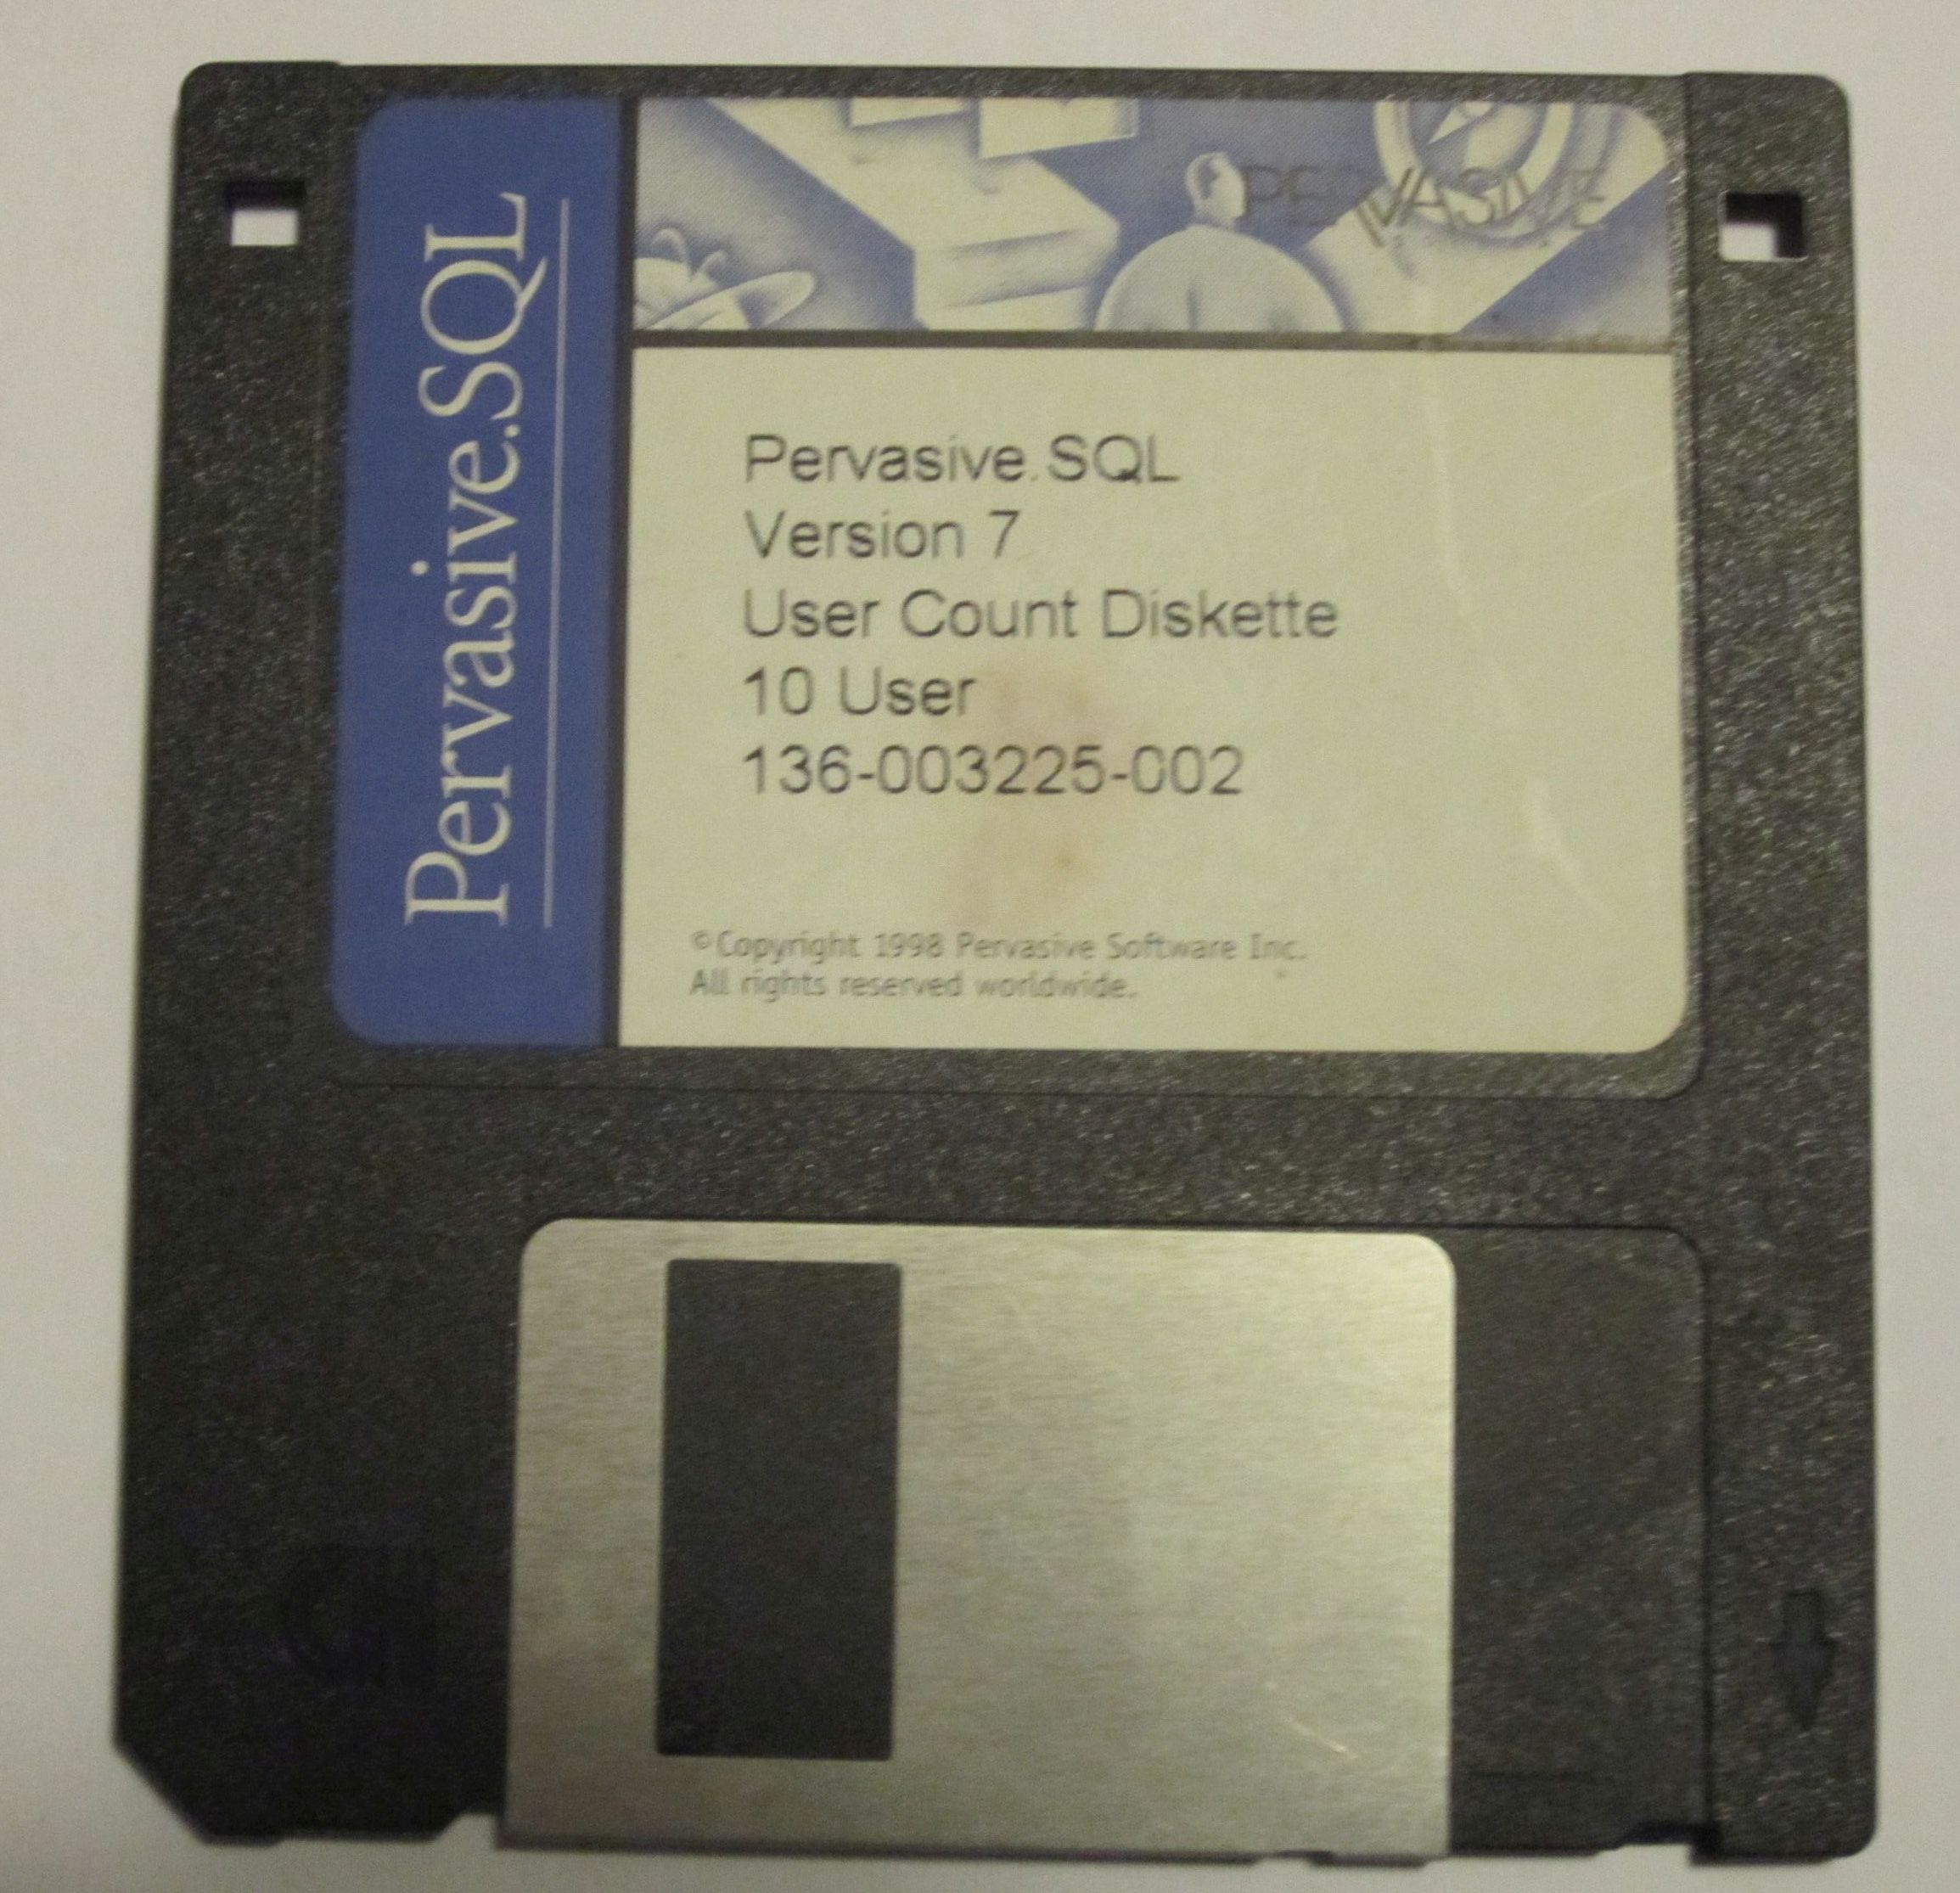 Pervasive.SQL
PERVASIVE
Pervasive.SQL
Version 7
User Count Diskette
10 User
136-003225-002
©Copyright 1998 Pervasive Software Inc.
All rights reserved worldwide.